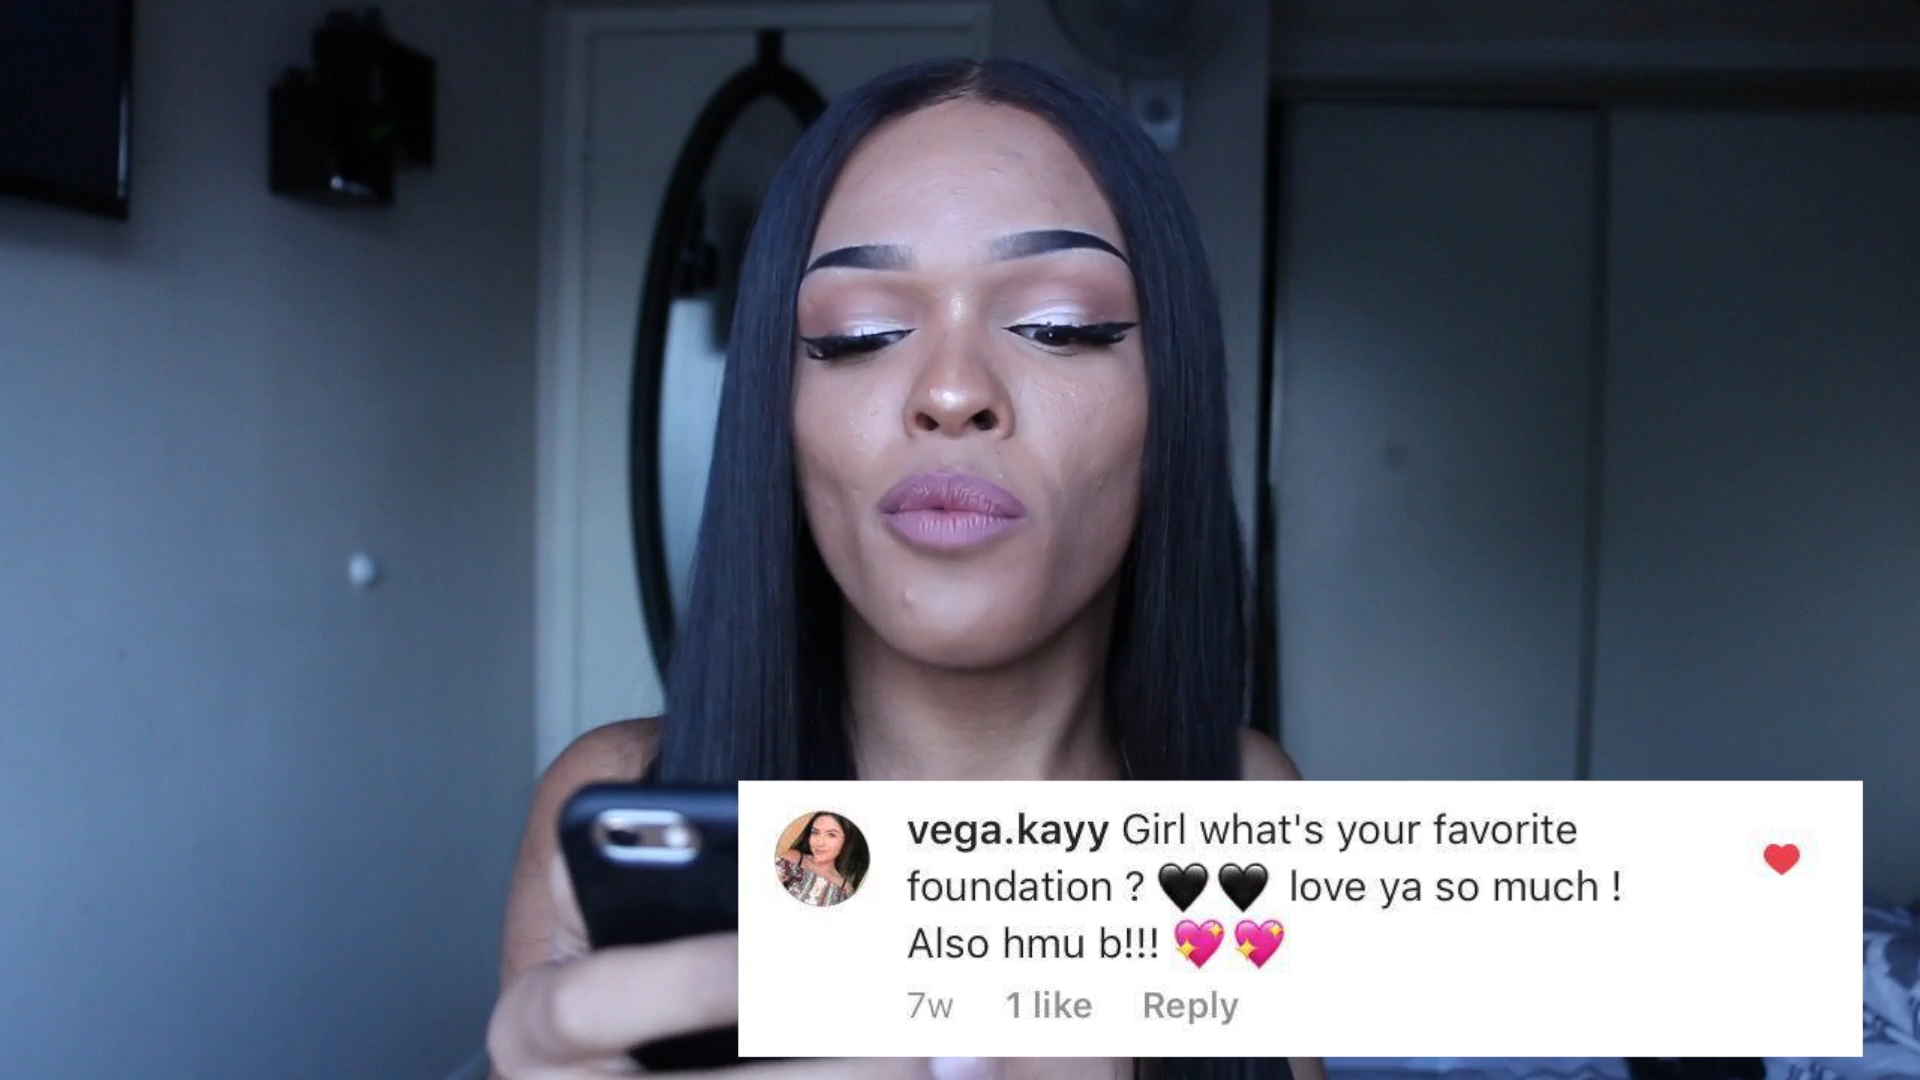 vega.kayy Girl what's your favorite
foundation ? 🖤🖤 love ya so much !
Also hmu b!!! 💖💖
7w 1 like Reply